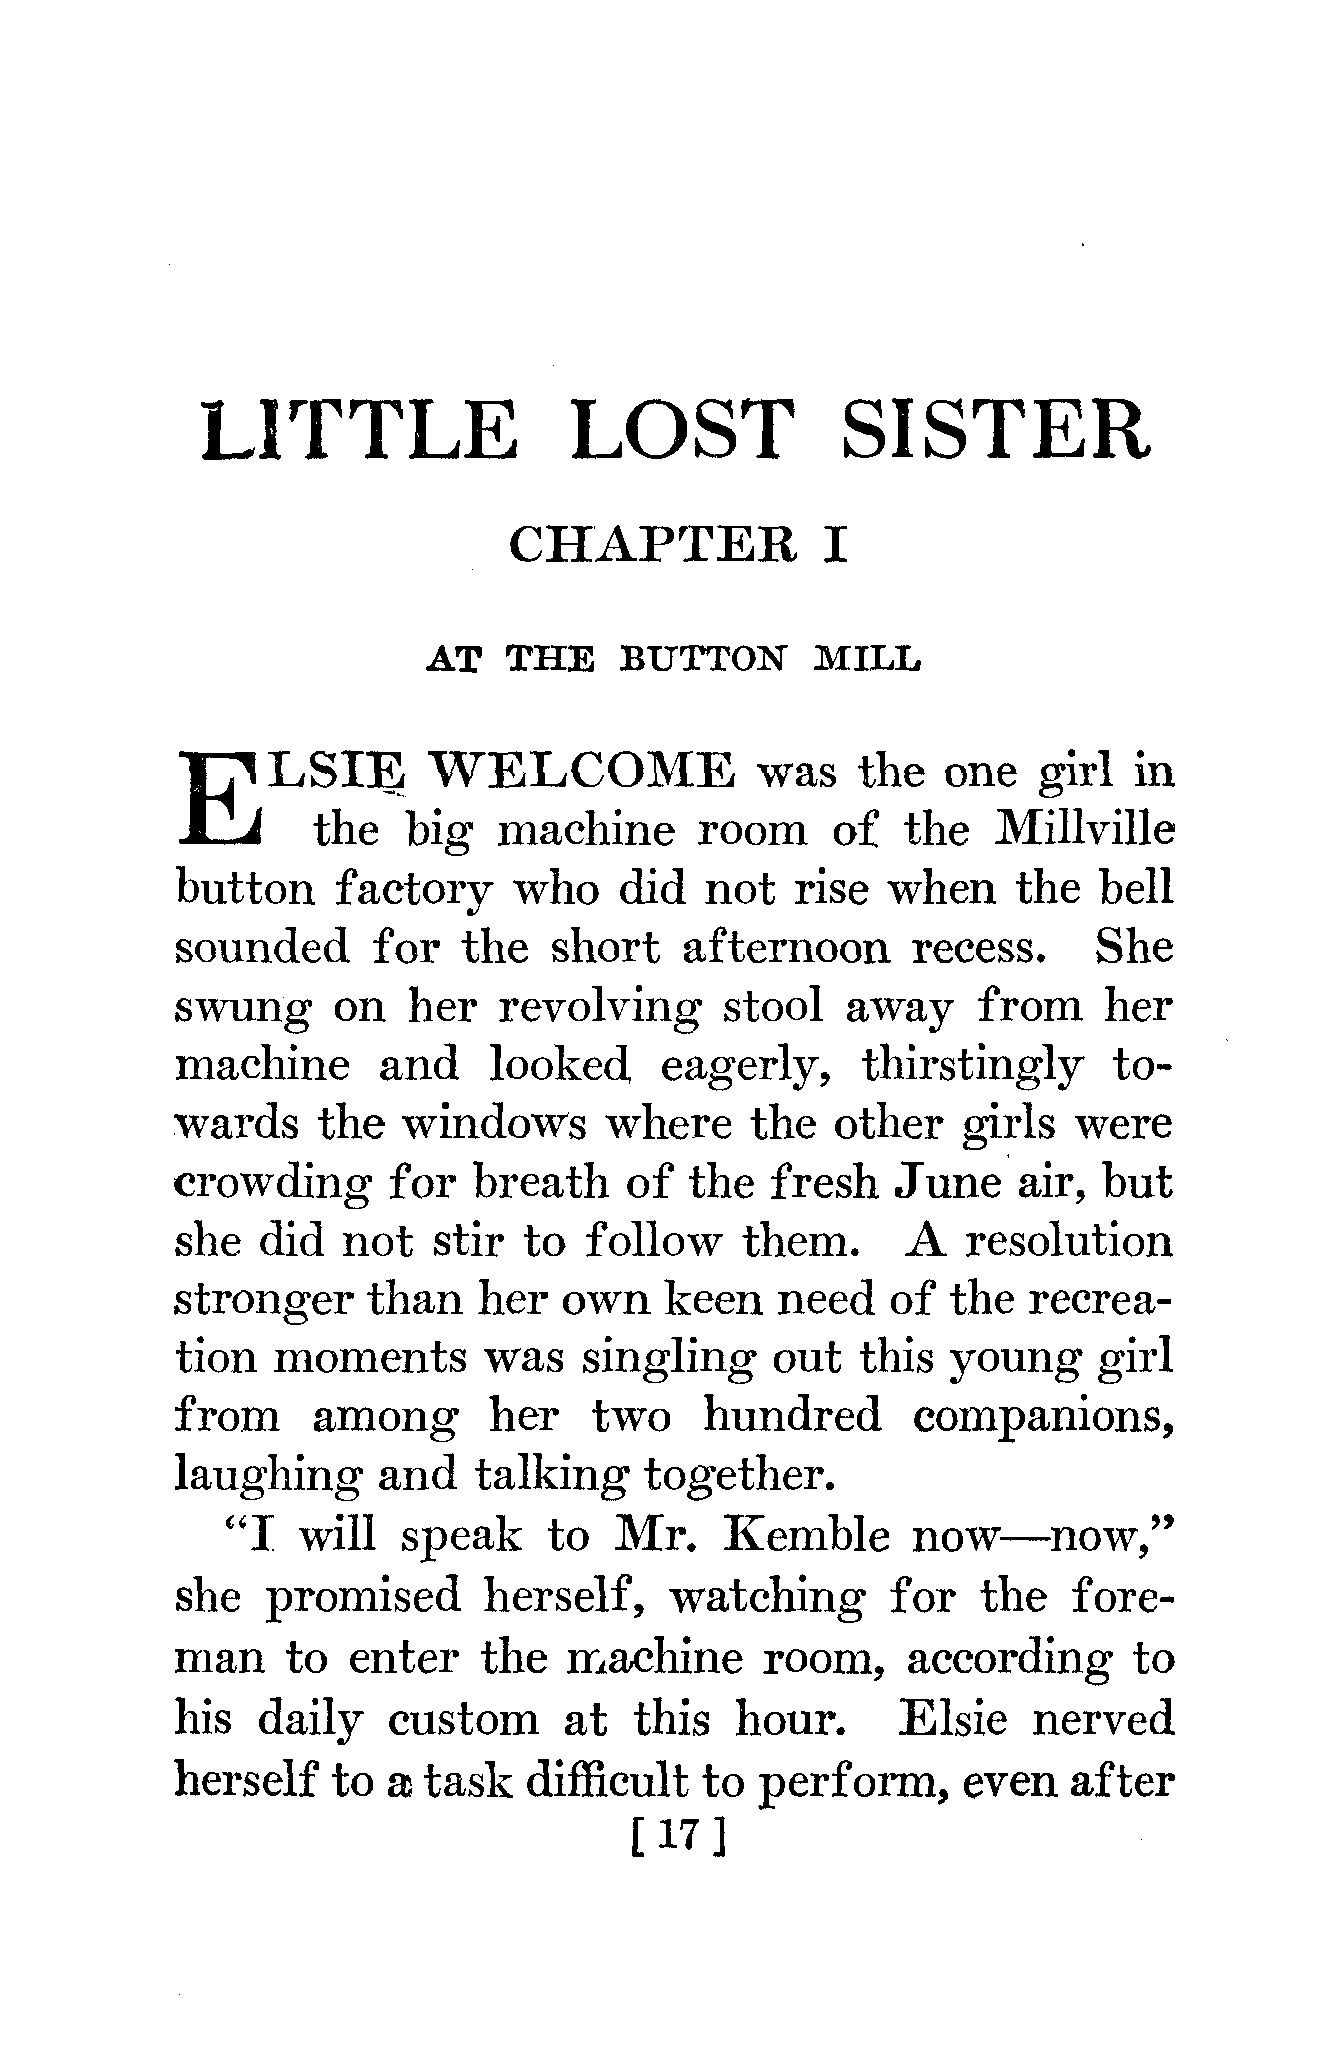 LITTLE LOST SISTER
CHAPTER I
AT THE BUTTON MILL
ELSIE WELCOME was the one girl in
the big machine room of the Millville
button factory who did not rise when the bell
sounded for the short afternoon recess. She
swung on her revolving stool away from her
machine and looked eagerly, thirstingly to-
wards the windows where the other girls were
crowding for breath of the fresh June air, but
she did not stir to follow them. A resolution
stronger than her own keen need of the recrea-
tion moments was singling out this young girl
from among her two hundred companions,
laughing and talking together.
“I will speak to Mr. Kemble now—now,”
she promised herself, watching for the fore-
man to enter the machine room, according to
his daily custom at this hour. Elsie nerved
herself to a task difficult to perform, even after
[ 17 ]